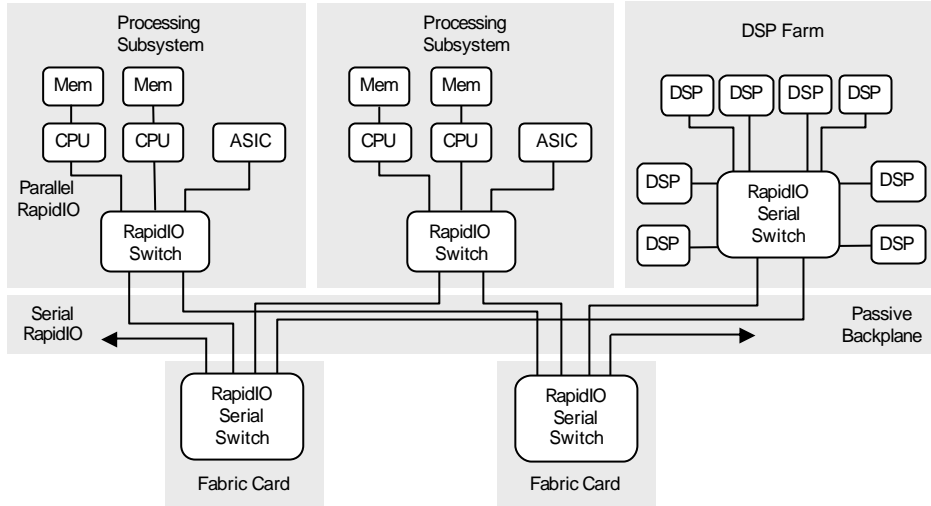 Processing
Subsystem
Mem
Mem
CPU
CPU
ASIC
Parallel
RapidIO
RapidIO
Switch
Processing
Subsystem
Mem
Mem
CPU
CPU
ASIC
RapidIO
Switch
DSP Farm
DSP
DSP
DSP
DSP
DSP
DSP
DSP
DSP
RapidIO
Serial
Switch
Serial
RapidIO
Passive
Backplane
RapidIO
Serial
Switch
Fabric Card
RapidIO
Serial
Switch
Fabric Card